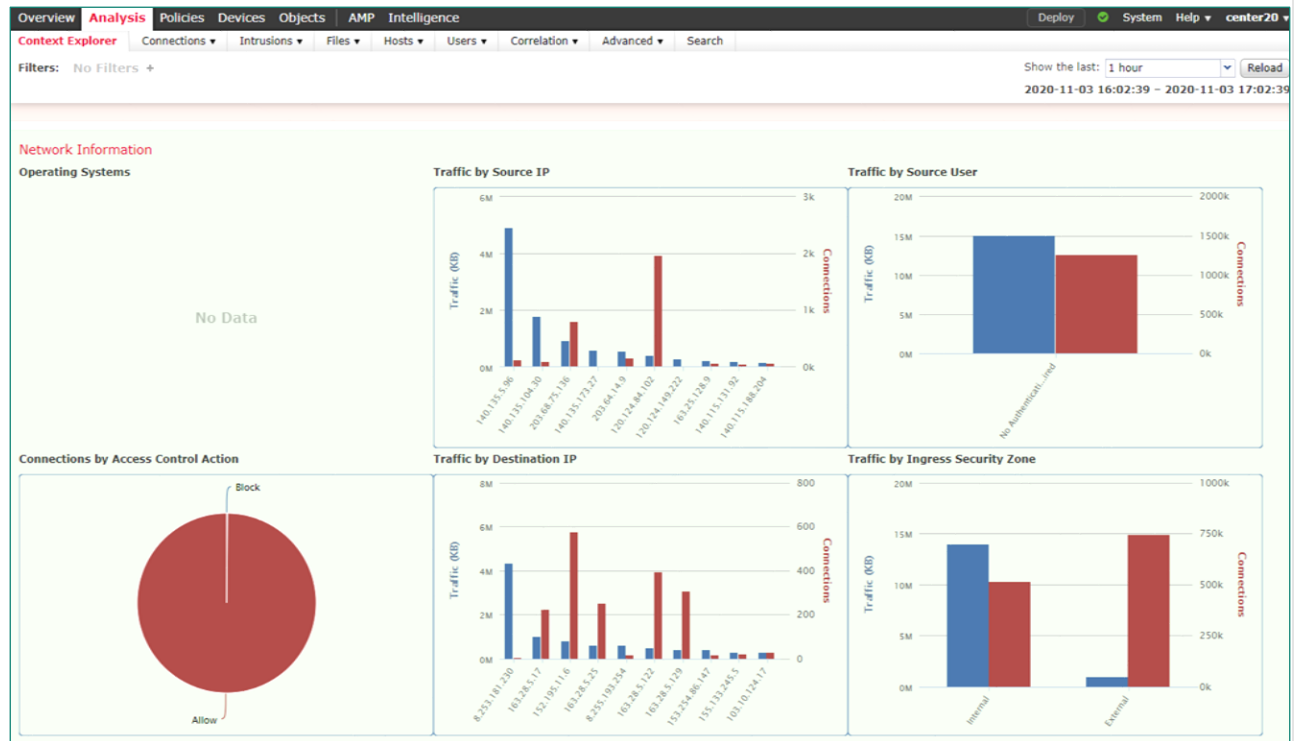 Overview Analysis Policies Devices Objects AMP Intelligence Deploy System Help center20
Context Explorer Connections Intrusions Files Hosts Users Correlation Advanced Search
Filters: No Filters + Show the last: 1 hour Reload
2020-11-03 16:02:39 - 2020-11-03 17:02:39
Network Information
Operating Systems
No Data
Traffic by Source IP
6M 3k
4M 2k
2M 1k
0M 0k
Traffic (KB)
Connections
140.135.5.96
140.135.104.30
203.68.75.136
140.135.173.27
203.64.14.9
120.124.84.102
120.124.149.222
163.25.128.9
140.115.131.92
140.115.188.204
Traffic by Source User
20M 2000k
15M 1500k
10M 1000k
5M 500k
0M 0k
Traffic (KB)
Connections
No Authenticati...ired
Connections by Access Control Action
Block
Allow
Traffic by Destination IP
8M 800
6M 600
4M 400
2M 200
0M 0
Traffic (KB)
Connections
8.253.181.230
163.28.5.17
152.195.11.6
163.28.5.25
8.255.193.254
163.28.5.122
163.28.5.129
153.254.86.147
155.133.245.5
103.10.124.17
Traffic by Ingress Security Zone
20M 1000k
15M 750k
10M 500k
5M 250k
0M 0k
Traffic (KB)
Connections
Internal
External